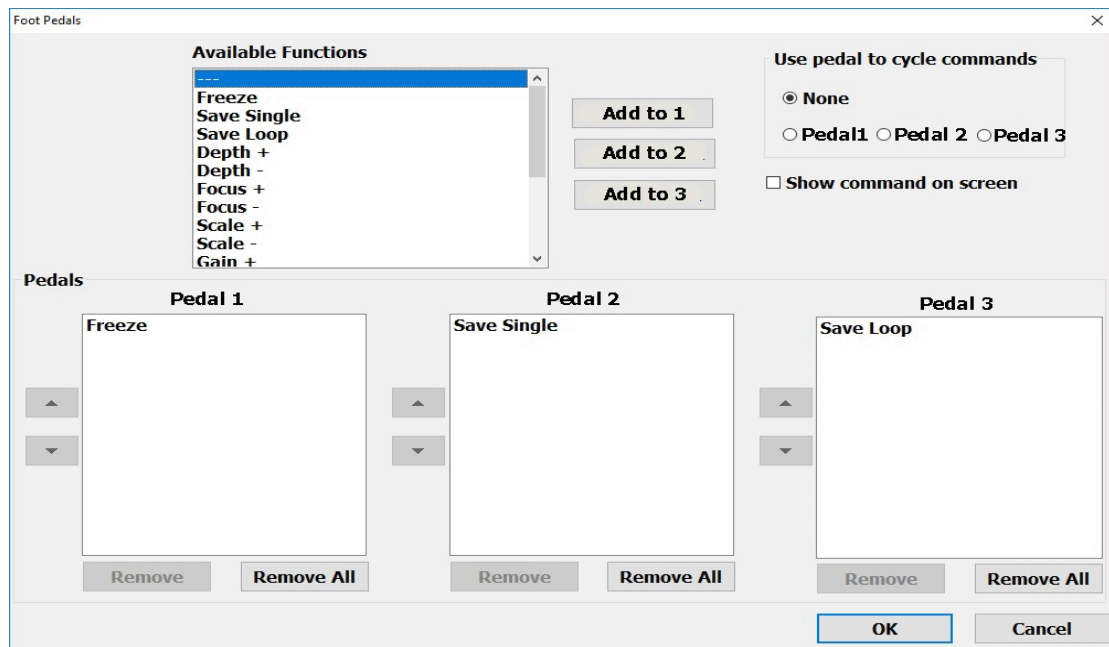 Foot Pedals
Available Functions
---
Freeze
Save Single
Save Loop
Depth +
Depth -
Focus +
Focus -
Scale +
Scale -
Gain +
Add to 1
Add to 2
Add to 3
Use pedal to cycle commands
None
Pedal1 Pedal 2 Pedal 3
Show command on screen
Pedals
Pedal 1
Freeze
Remove Remove All
Pedal 2
Save Single
Remove Remove All
Pedal 3
Save Loop
Remove Remove All
OK Cancel